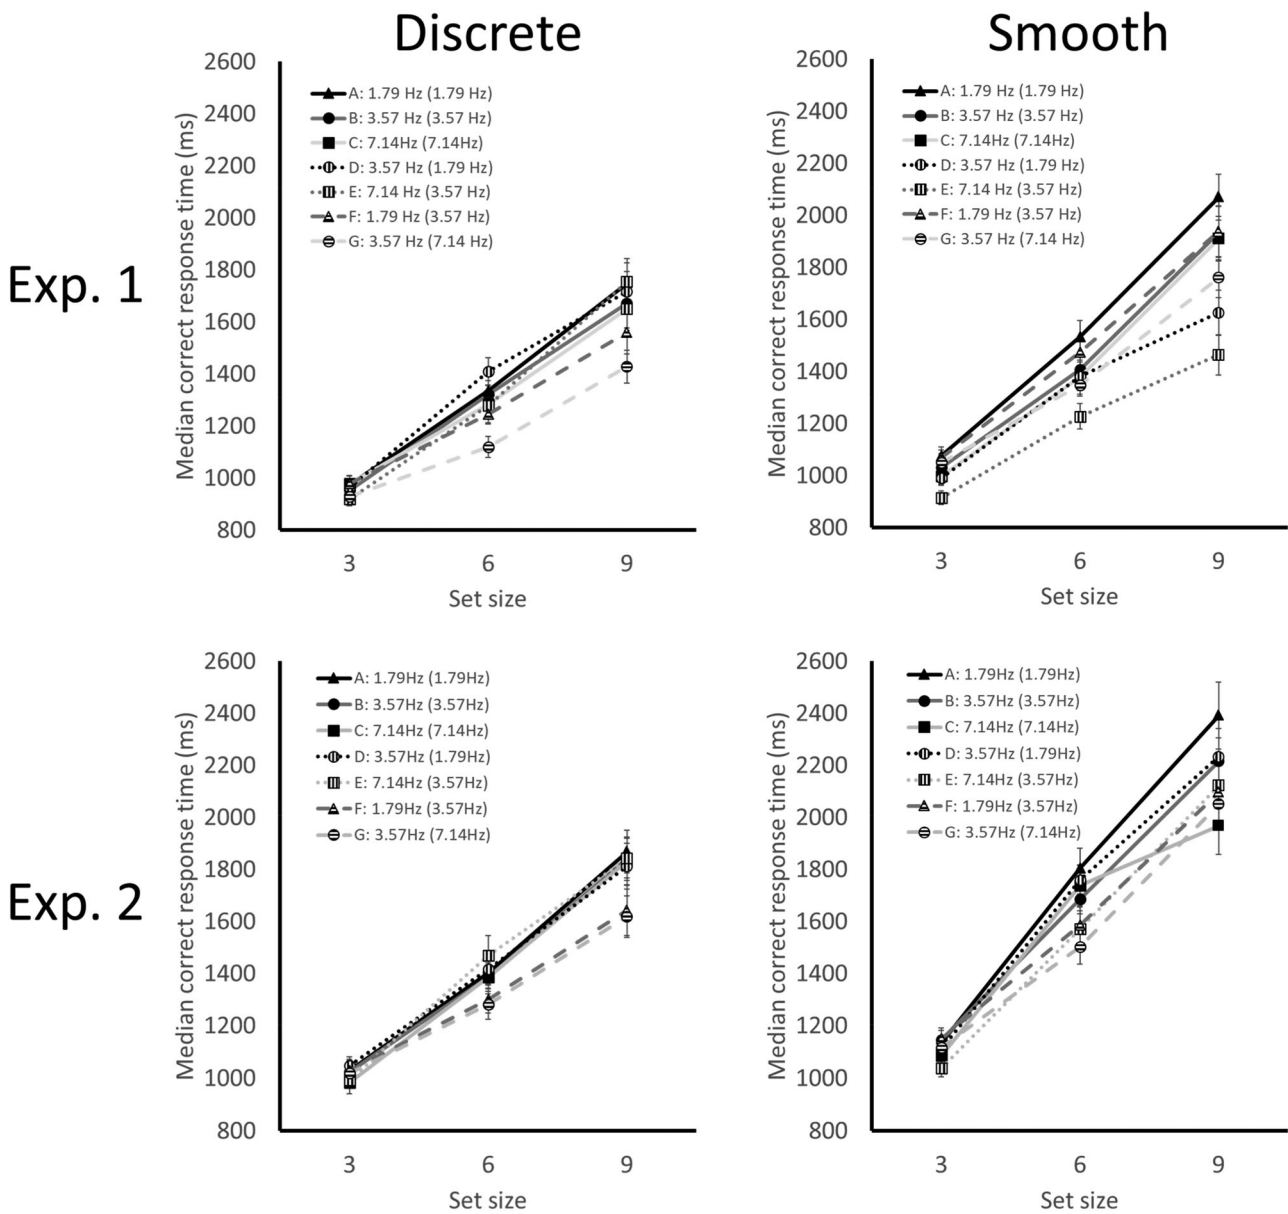 Discrete
Smooth
Exp. 1
Median correct response time (ms)
2600
2400
2200
2000
1800
1600
1400
1200
1000
800
A: 1.79 Hz (1.79 Hz)
B: 3.57 Hz (3.57 Hz)
C: 7.14Hz (7.14Hz)
D: 3.57 Hz (1.79 Hz)
E: 7.14 Hz (3.57 Hz)
F: 1.79 Hz (3.57 Hz)
G: 3.57 Hz (7.14 Hz)
3 6 9
Set size
Median correct response time (ms)
2600
2400
2200
2000
1800
1600
1400
1200
1000
800
A: 1.79 Hz (1.79 Hz)
B: 3.57 Hz (3.57 Hz)
C: 7.14Hz (7.14Hz)
D: 3.57 Hz (1.79 Hz)
E: 7.14 Hz (3.57 Hz)
F: 1.79 Hz (3.57 Hz)
G: 3.57 Hz (7.14 Hz)
3 6 9
Set size
Exp. 2
Median correct response time (ms)
2600
2400
2200
2000
1800
1600
1400
1200
1000
800
A: 1.79Hz (1.79Hz)
B: 3.57Hz (3.57Hz)
C: 7.14Hz (7.14Hz)
D: 3.57Hz (1.79Hz)
E: 7.14Hz (3.57Hz)
F: 1.79Hz (3.57Hz)
G: 3.57Hz (7.14Hz)
3 6 9
Set size
Median correct response time (ms)
2600
2400
2200
2000
1800
1600
1400
1200
1000
800
A: 1.79Hz (1.79Hz)
B: 3.57Hz (3.57Hz)
C: 7.14Hz (7.14Hz)
D: 3.57Hz (1.79Hz)
E: 7.14Hz (3.57Hz)
F: 1.79Hz (3.57Hz)
G: 3.57Hz (7.14Hz)
3 6 9
Set size